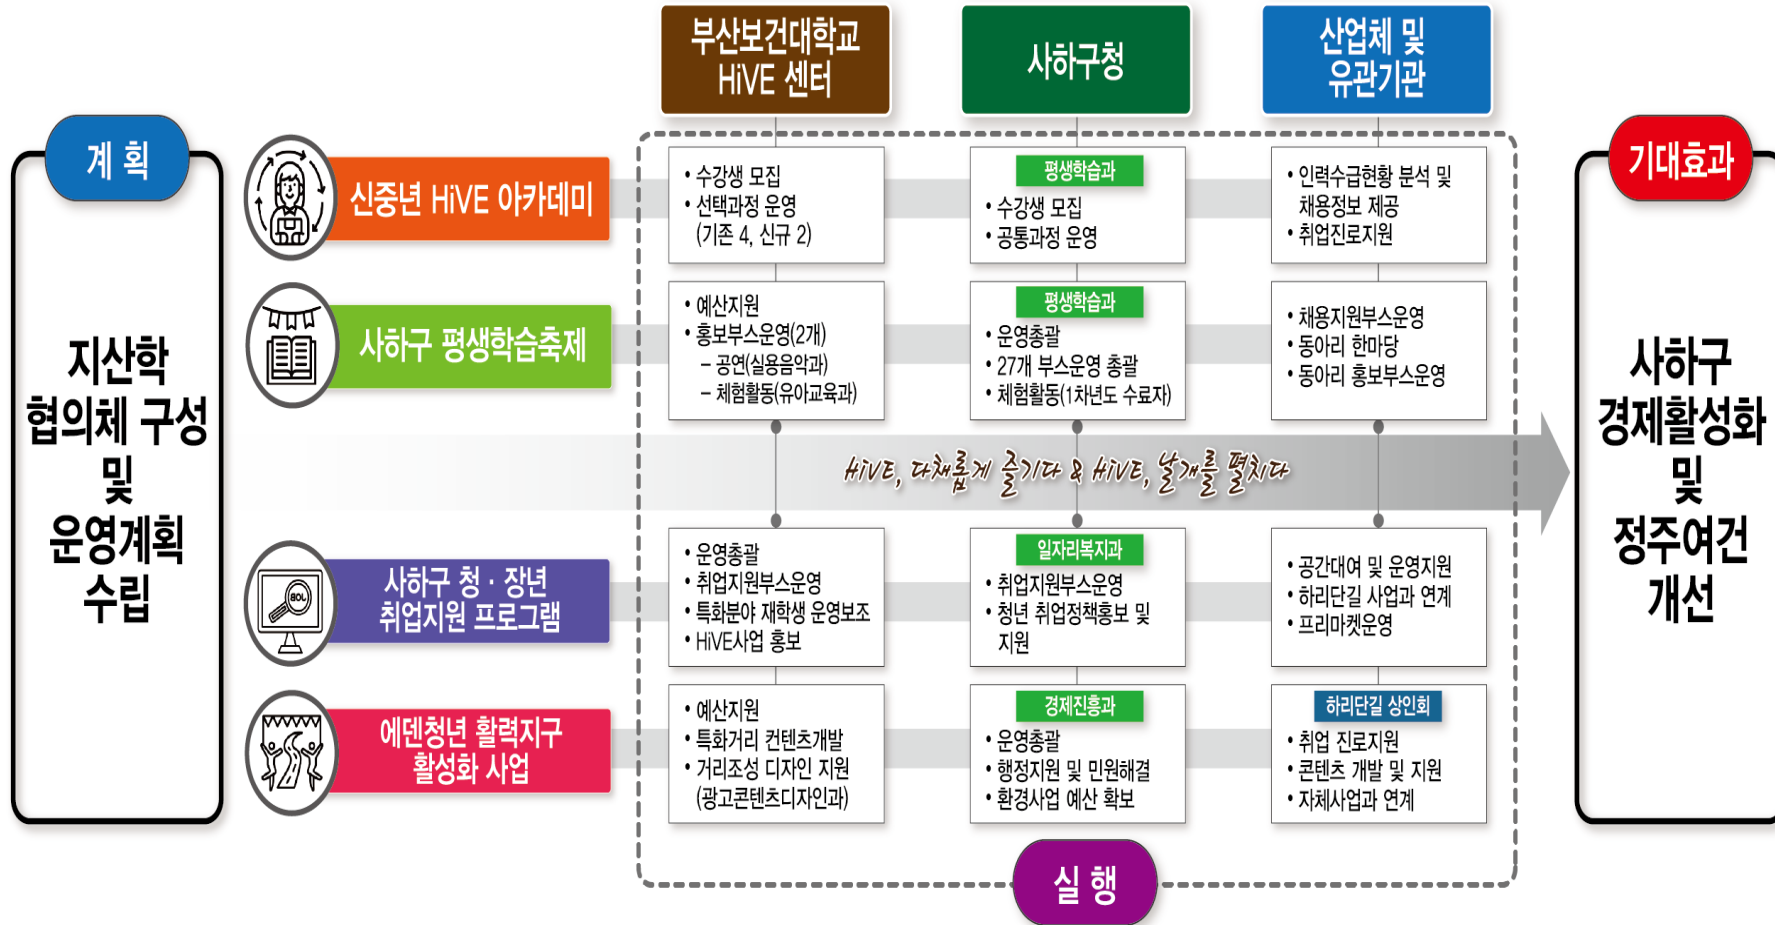 부산보건대학교
HiVE 센터
사하구청
산업체 및
유관기관
계 획
지산학
협의체 구성
및
운영계획
수립
신중년 HiVE 아카데미
• 수강생 모집
• 선택과정 운영
(기존 4, 신규 2)
평생학습과
• 수강생 모집
• 공통과정 운영
• 인력수급현황 분석 및
채용정보 제공
• 취업진로지원
사하구 평생학습축제
• 예산지원
• 홍보부스운영(2개)
– 공연(실용음악과)
– 체험활동(유아교육과)
평생학습과
• 운영총괄
• 27개 부스운영 총괄
• 체험활동(1차년도 수료자)
• 채용지원부스운영
• 동아리 한마당
• 동아리 홍보부스운영
HiVE, 다채롭게 즐기다 & HiVE, 날개를 펼치다
JOB
사하구 청 · 장년
취업지원 프로그램
• 운영총괄
• 취업지원부스운영
• 특화분야 재학생 운영보조
• HiVE사업 홍보
일자리복지과
• 취업지원부스운영
• 청년 취업정책홍보 및
지원
• 공간대여 및 운영지원
• 하리단길 사업과 연계
• 프리마켓운영
에덴청년 활력지구
활성화 사업
• 예산지원
• 특화거리 컨텐츠개발
• 거리조성 디자인 지원
(광고콘텐츠디자인과)
경제진흥과
• 운영총괄
• 행정지원 및 민원해결
• 환경사업 예산 확보
하리단길 상인회
• 취업 진로지원
• 콘텐츠 개발 및 지원
• 자체사업과 연계
실 행
기대효과
사하구
경제활성화
및
정주여건
개선